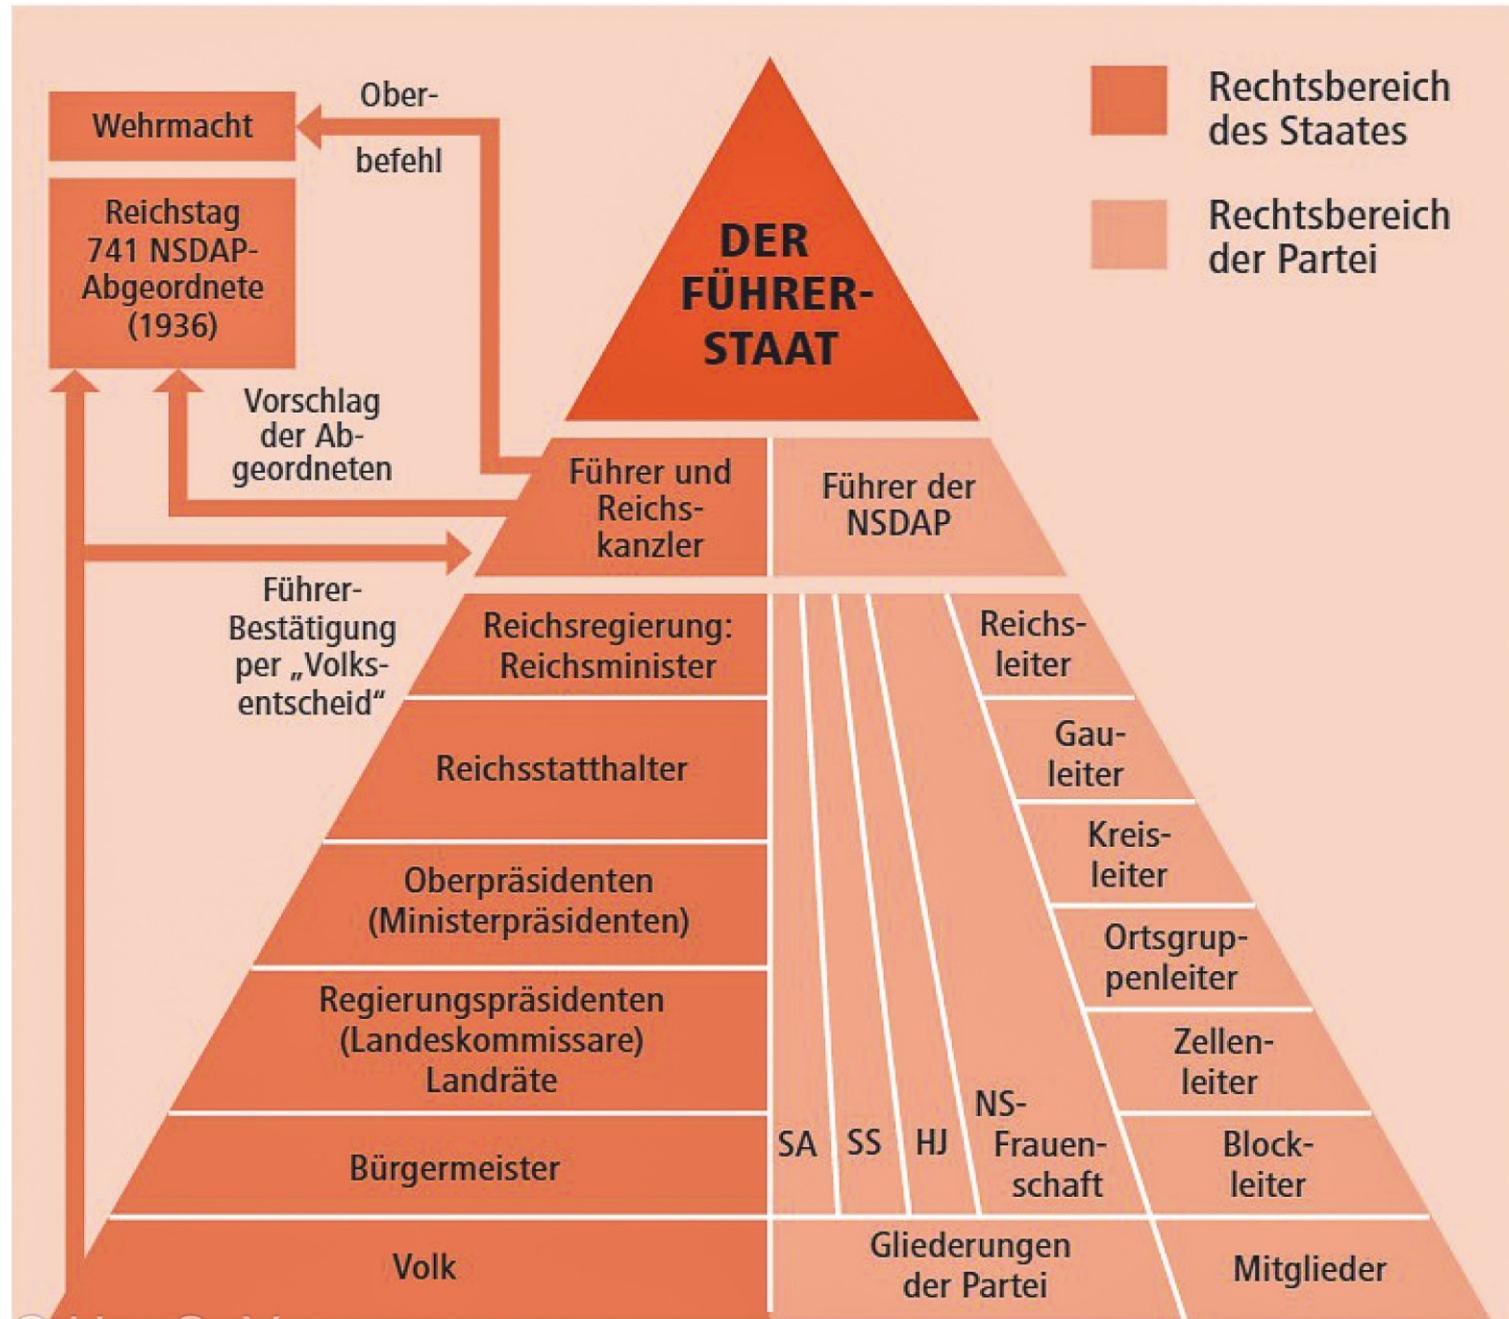 Wehrmacht
Ober-
befehl
Reichstag
741 NSDAP-
Abgeordnete
(1936)
Vorschlag
der Ab-
geordneten
Führer-
Bestätigung
per „Volks-
entscheid“
DER
FÜHRER-
STAAT
Rechtsbereich
des Staates
Rechtsbereich
der Partei
Führer und
Reichs-
kanzler
Führer der
NSDAP
Reichsregierung:
Reichsminister
Reichsstatthalter
Oberpräsidenten
(Ministerpräsidenten)
Regierungspräsidenten
(Landeskommissare)
Landräte
Bürgermeister
Volk
SA
SS
HJ
NS-
Frauen-
schaft
Gliederungen
der Partei
Reichs-
leiter
Gau-
leiter
Kreis-
leiter
Ortsgrup-
penleiter
Zellen-
leiter
Block-
leiter
Mitglieder